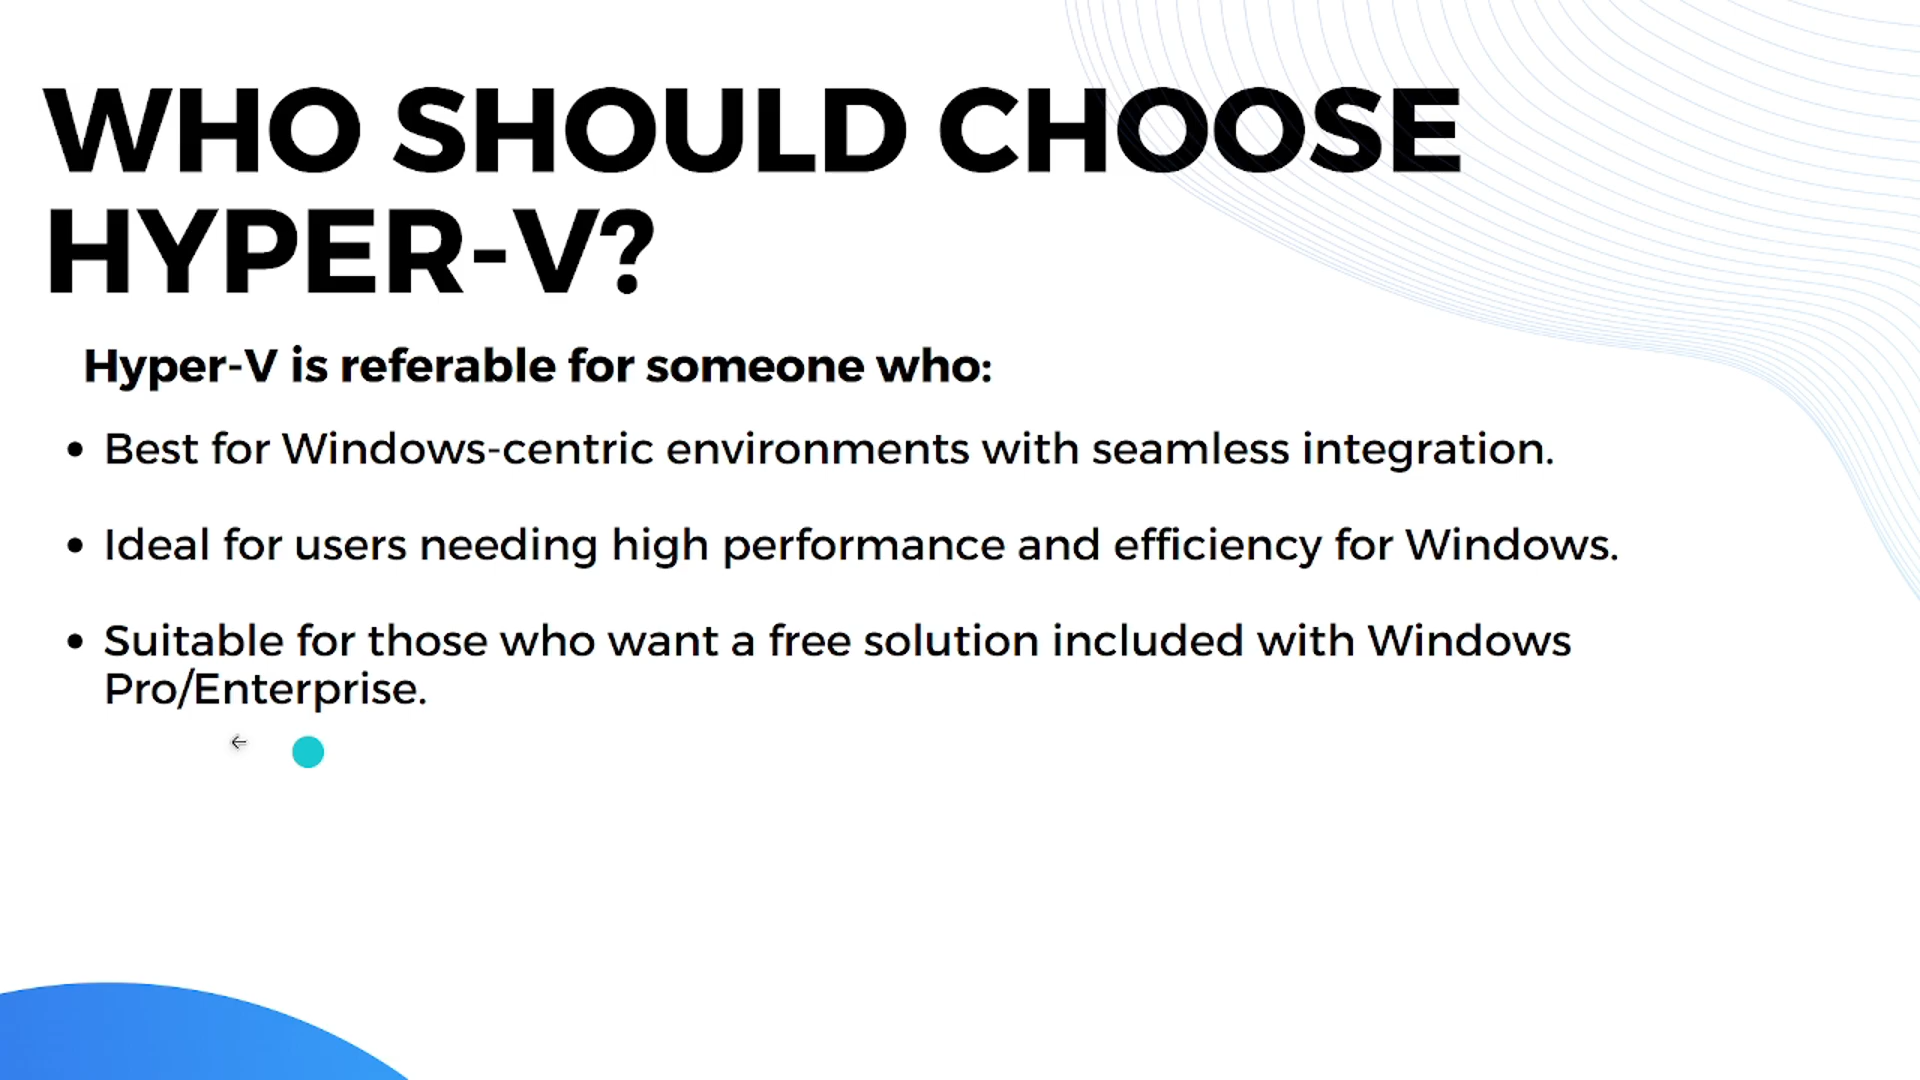 WHO SHOULD CHOOSE
HYPER-V?
Hyper-V is referable for someone who:
• Best for Windows-centric environments with seamless integration.
• Ideal for users needing high performance and efficiency for Windows.
• Suitable for those who want a free solution included with Windows
Pro/Enterprise.